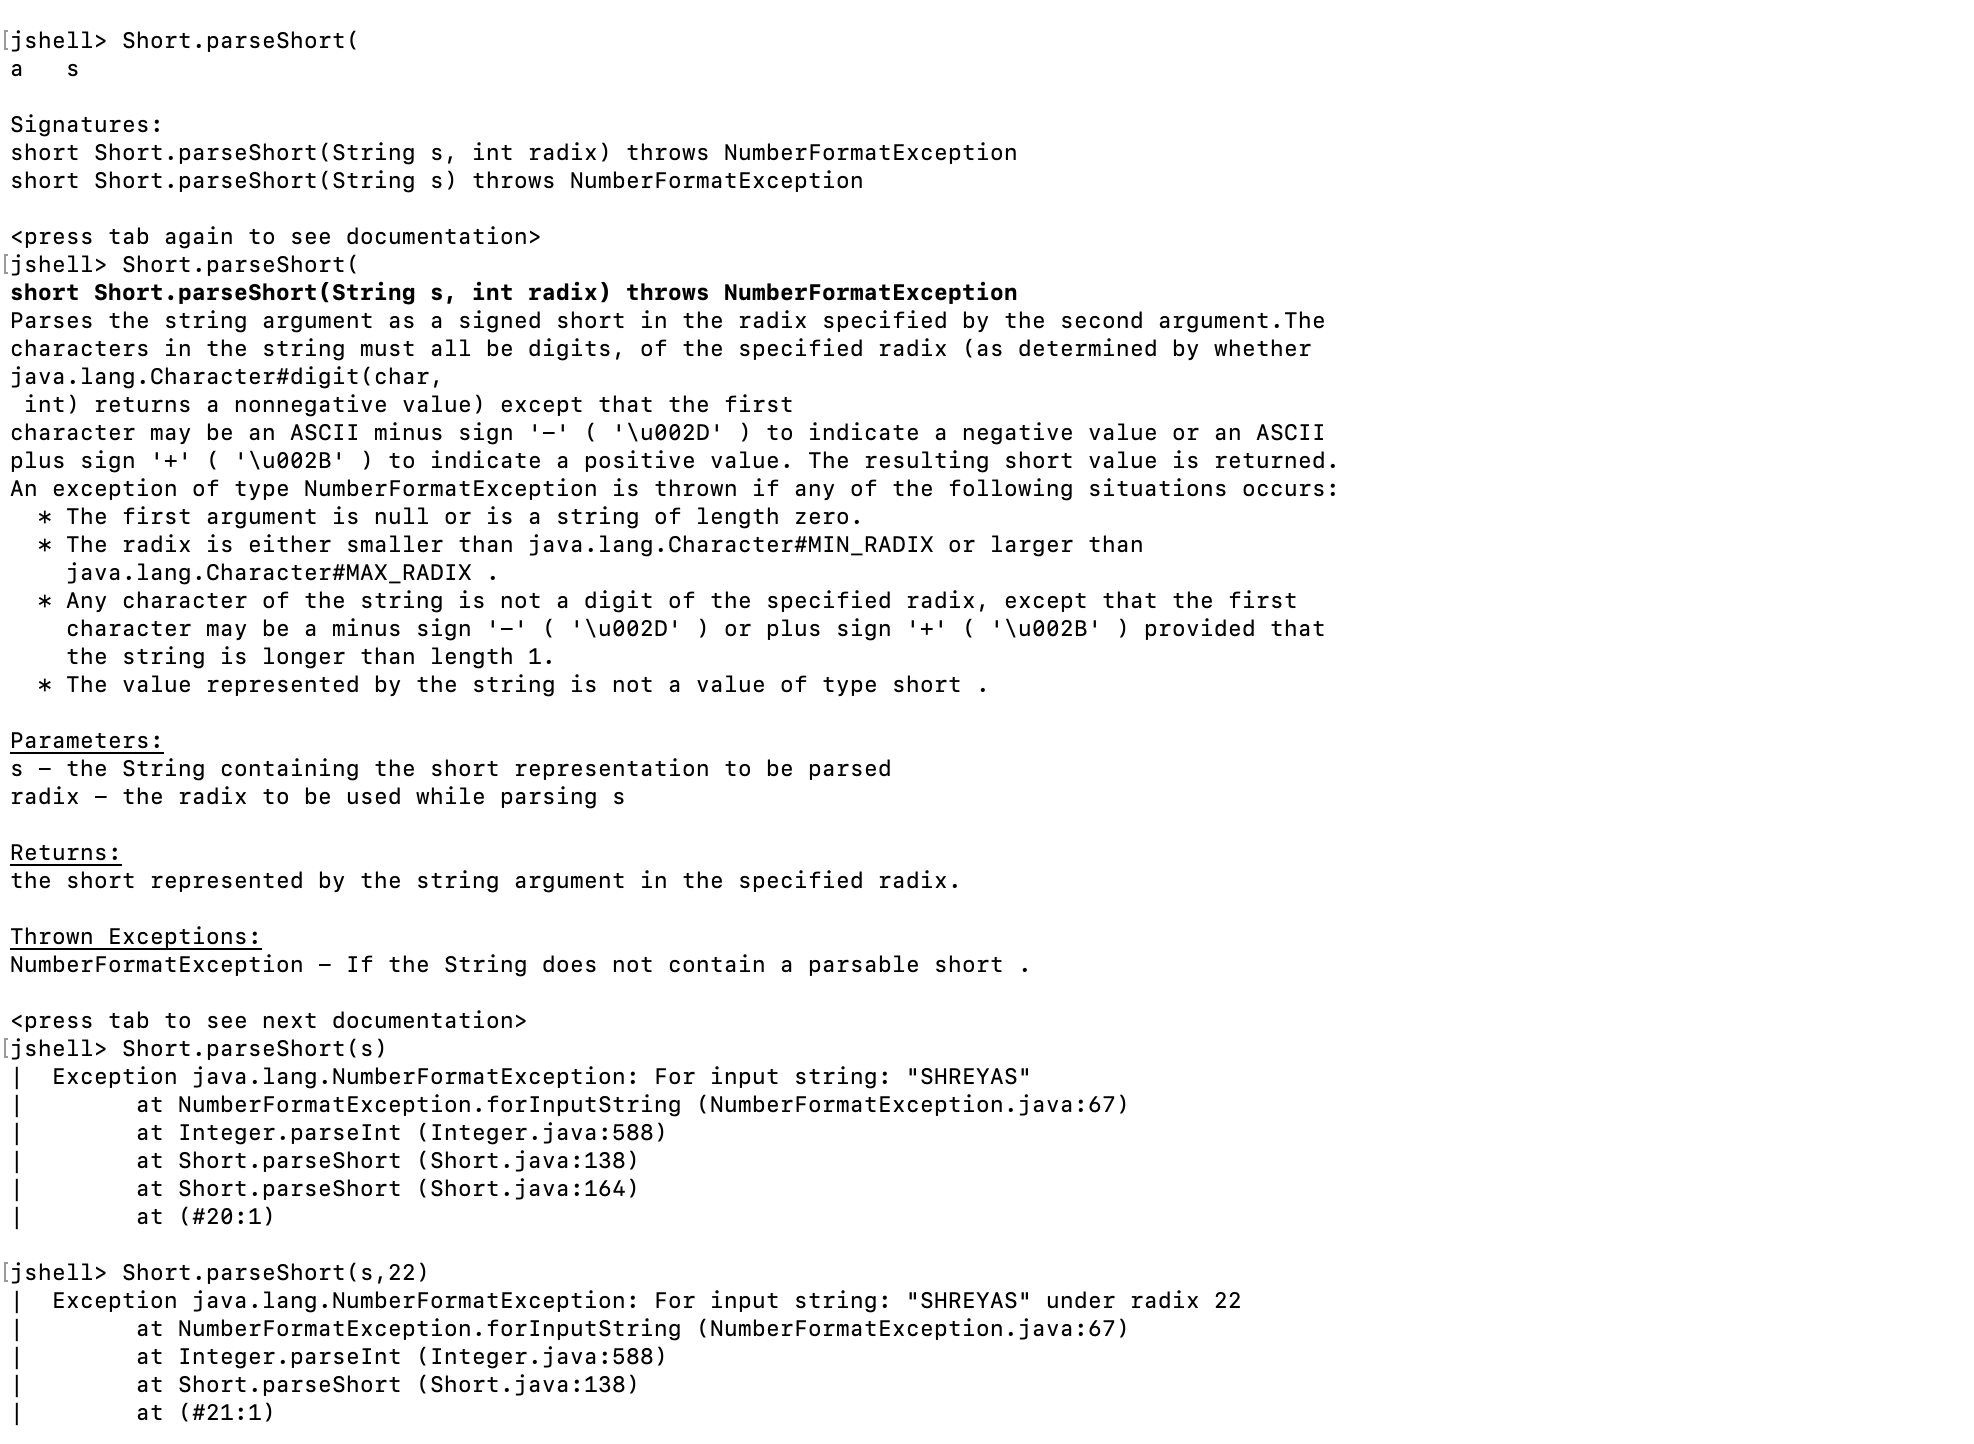 [jshell> Short.parseShort(
a   s

Signatures:
short Short.parseShort(String s, int radix) throws NumberFormatException
short Short.parseShort(String s) throws NumberFormatException

<press tab again to see documentation>
[jshell> Short.parseShort(
short Short.parseShort(String s, int radix) throws NumberFormatException
Parses the string argument as a signed short in the radix specified by the second argument.The
characters in the string must all be digits, of the specified radix (as determined by whether
java.lang.Character#digit(char,
 int) returns a nonnegative value) except that the first
character may be an ASCII minus sign '-' ( '\u002D' ) to indicate a negative value or an ASCII
plus sign '+' ( '\u002B' ) to indicate a positive value. The resulting short value is returned.
An exception of type NumberFormatException is thrown if any of the following situations occurs:
  * The first argument is null or is a string of length zero.
  * The radix is either smaller than java.lang.Character#MIN_RADIX or larger than
    java.lang.Character#MAX_RADIX .
  * Any character of the string is not a digit of the specified radix, except that the first
    character may be a minus sign '-' ( '\u002D' ) or plus sign '+' ( '\u002B' ) provided that
    the string is longer than length 1.
  * The value represented by the string is not a value of type short .

Parameters:
s - the String containing the short representation to be parsed
radix - the radix to be used while parsing s

Returns:
the short represented by the string argument in the specified radix.

Thrown Exceptions:
NumberFormatException - If the String does not contain a parsable short .

<press tab to see next documentation>
[jshell> Short.parseShort(s)
|  Exception java.lang.NumberFormatException: For input string: "SHREYAS"
|        at NumberFormatException.forInputString (NumberFormatException.java:67)
|        at Integer.parseInt (Integer.java:588)
|        at Short.parseShort (Short.java:138)
|        at Short.parseShort (Short.java:164)
|        at (#20:1)

[jshell> Short.parseShort(s,22)
|  Exception java.lang.NumberFormatException: For input string: "SHREYAS" under radix 22
|        at NumberFormatException.forInputString (NumberFormatException.java:67)
|        at Integer.parseInt (Integer.java:588)
|        at Short.parseShort (Short.java:138)
|        at (#21:1)